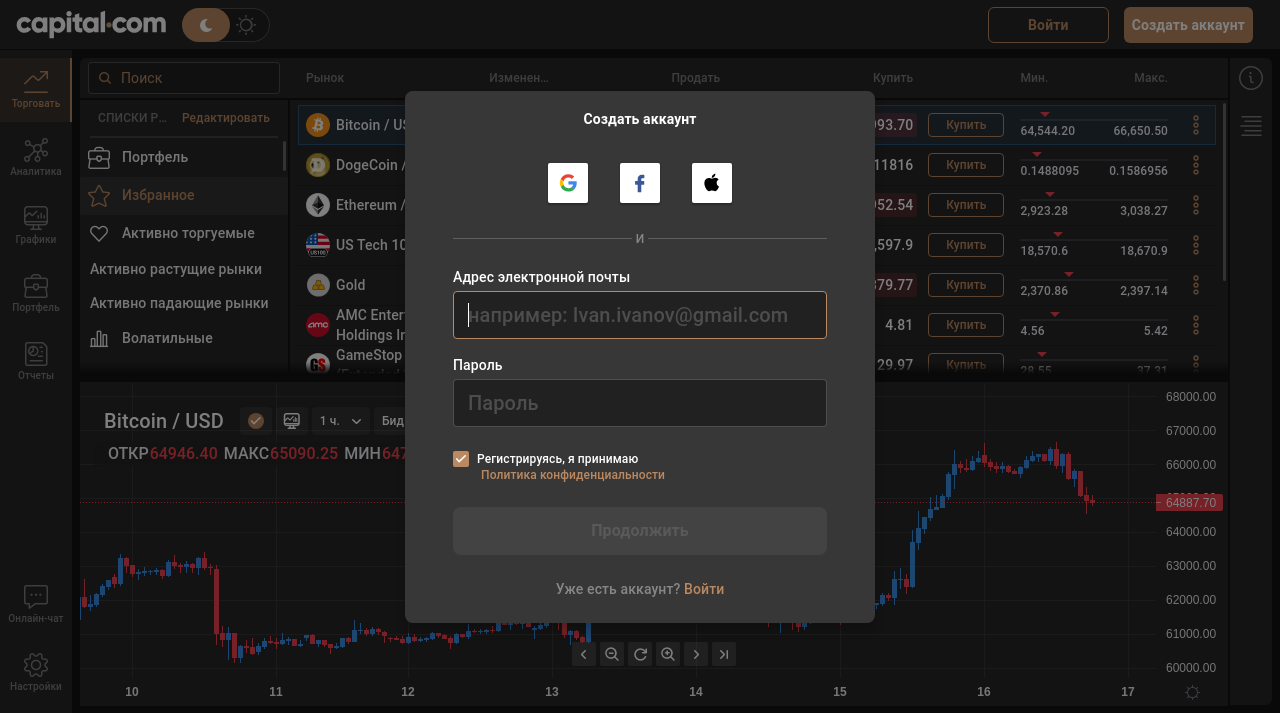 capital.com
Войти
Создать аккаунт
Торговать
Аналитика
Графики
Портфель
Отчеты
Онлайн-чат
Настройки
Поиск
Рынок
Изменен...
Продать
Купить
Мин.
Макс.
СПИСКИ Р...
Редактировать
Портфель
Избранное
Активно торгуемые
Активно растущие рынки
Активно падающие рынки
Волатильные
Bitcoin / US
93.70
Купить
64,544.20
66,650.50
DogeCoin /
11816
Купить
0.1488095
0.1586956
Ethereum /
952.54
Купить
2,923.28
3,038.27
US Tech 10
,597.9
Купить
18,570.6
18,670.9
Gold
379.77
Купить
2,370.86
2,397.14
AMC Enter
Holdings In
4.81
Купить
4.56
5.42
GameStop
29.97
Купить
28.55
37.31
Создать аккаунт
И
Адрес электронной почты
например: Ivan.ivanov@gmail.com
Пароль
Пароль
Регистрируясь, я принимаю
Политика конфиденциальности
Продолжить
Уже есть аккаунт? Войти
Bitcoin / USD
1 ч.
Бид
ОТКР64946.40 МАКС65090.25 МИН647
68000.00
67000.00
66000.00
64887.70
64000.00
63000.00
62000.00
61000.00
60000.00
10
11
12
13
14
15
16
17